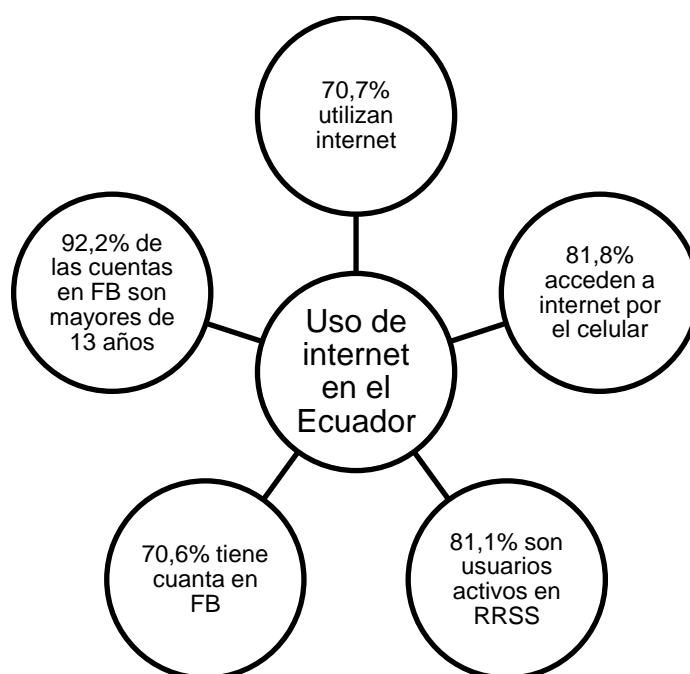 70,7%
utilizan
internet
92,2% de
las cuentas
en FB son
mayores de
13 años
81,8%
acceden a
internet por
el celular
Uso de
internet
en el
Ecuador
70,6% tiene
cuanta en
FB
81,1% son
usuarios
activos en
RRSS